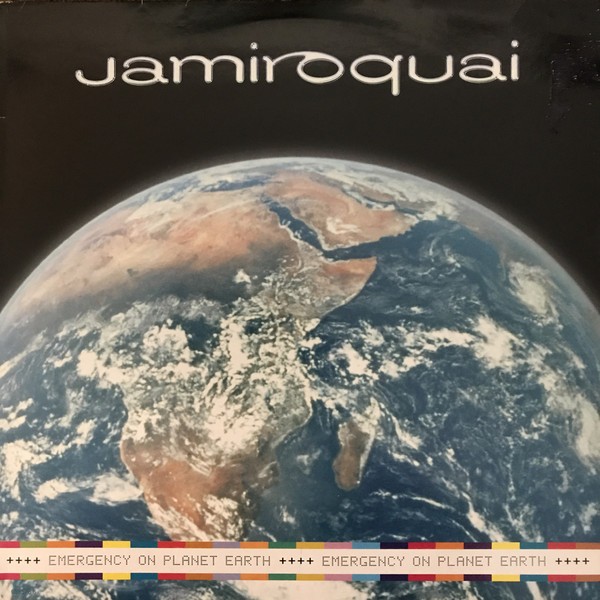 Jamiroquai
++++ EMERGENCY ON PLANET EARTH ++++ EMERGENCY ON PLANET EARTH ++++